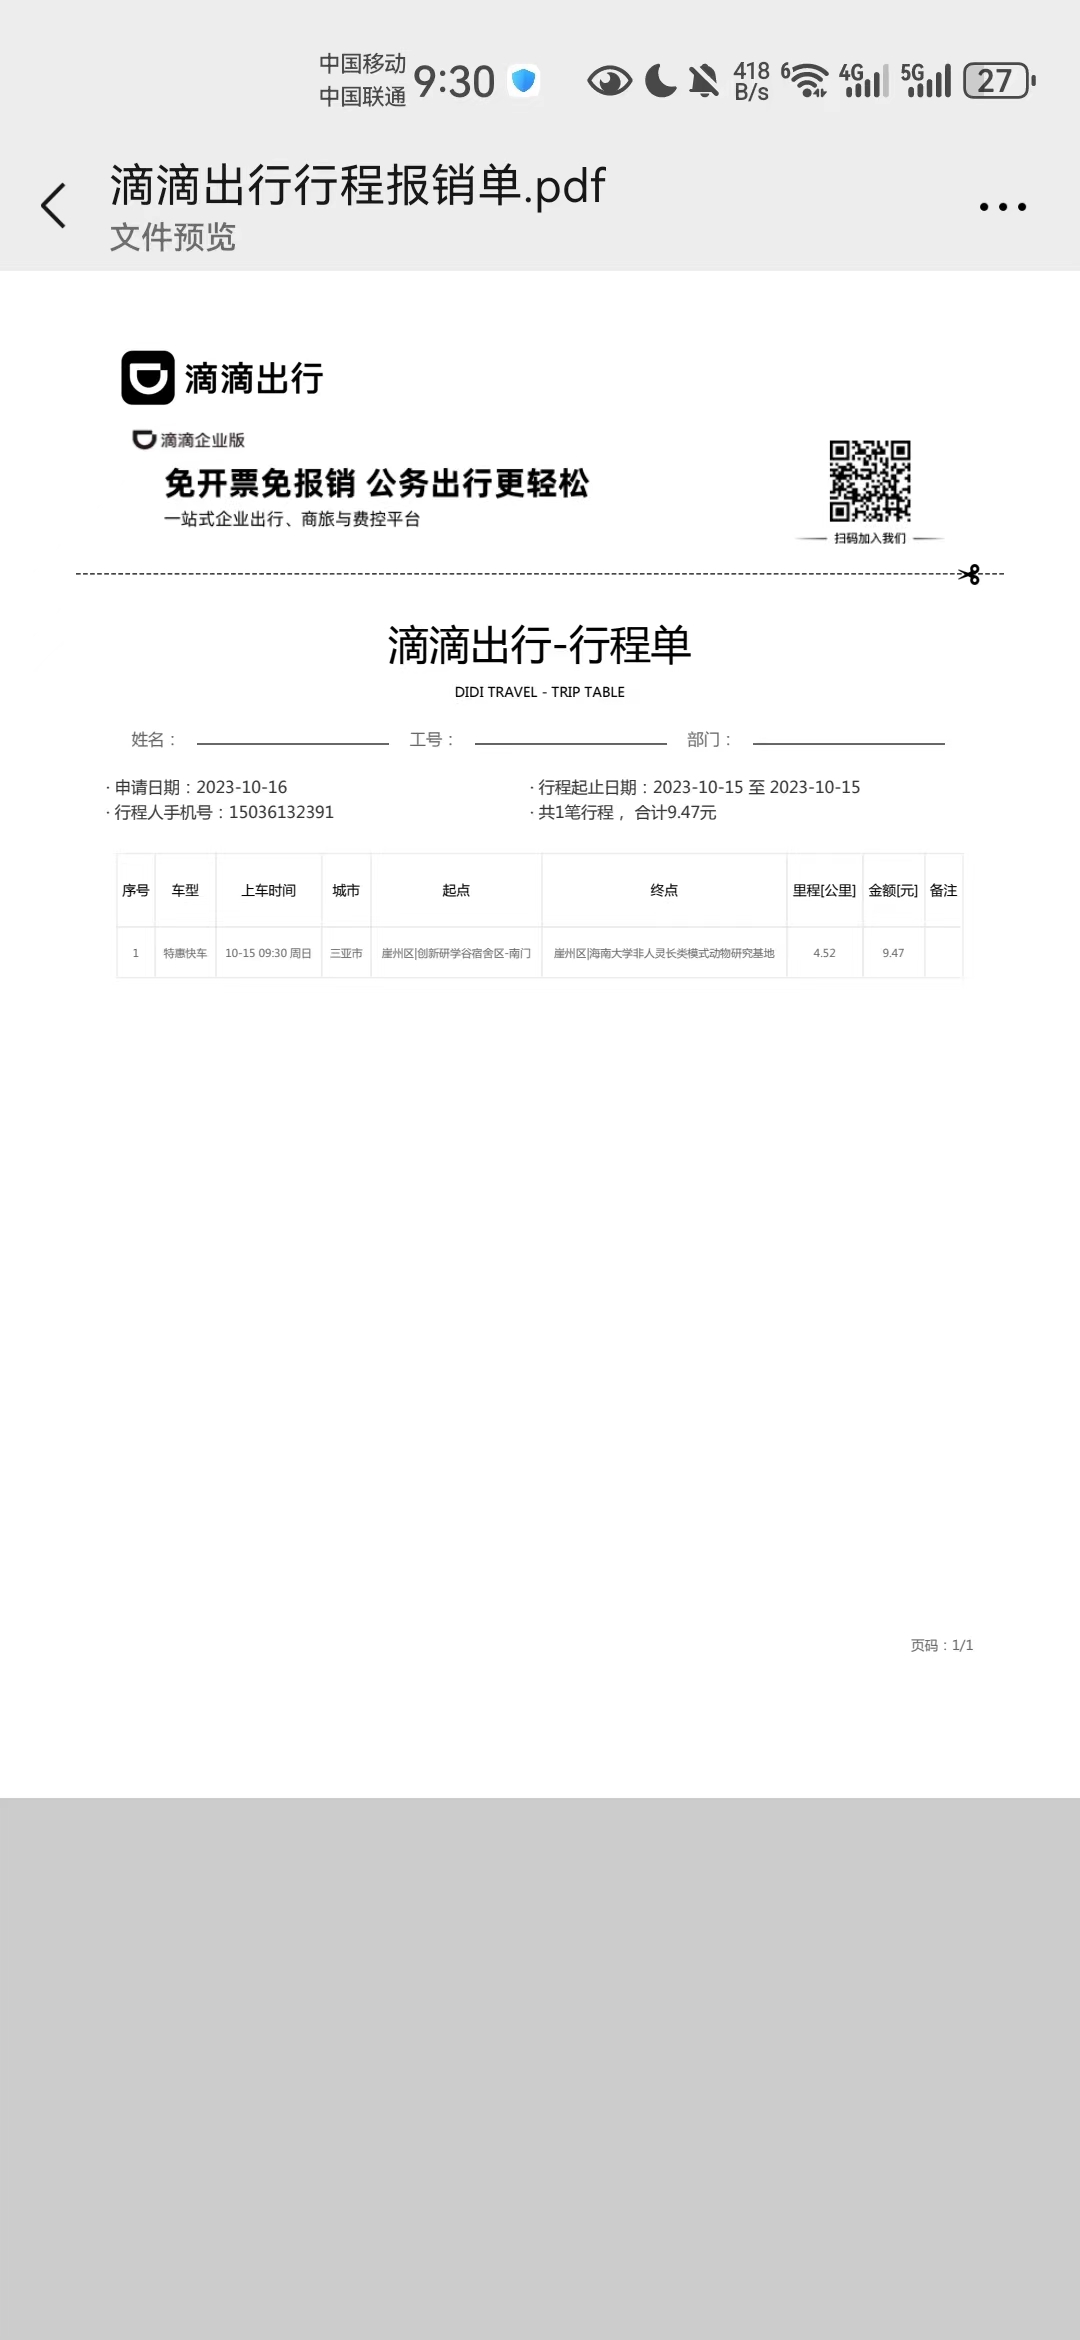 中国移动
中国联通
9:30
418
B/s
6
4G
5G
27
滴滴出行行程报销单.pdf
文件预览
滴滴出行
滴滴企业版
免开票免报销 公务出行更轻松
一站式企业出行、商旅与费控平台
扫码加入我们
滴滴出行-行程单
DIDI TRAVEL - TRIP TABLE
姓名： 工号： 部门：
· 申请日期：2023-10-16 · 行程起止日期：2023-10-15 至 2023-10-15
· 行程人手机号：15036132391 · 共1笔行程， 合计9.47元
序号 车型 上车时间 城市 起点 终点 里程[公里] 金额[元] 备注
1 特惠快车 10-15 09:30 周日 三亚市 崖州区|创新研学谷宿舍区-南门 崖州区|海南大学非人灵长类模式动物研究基地 4.52 9.47
页码：1/1